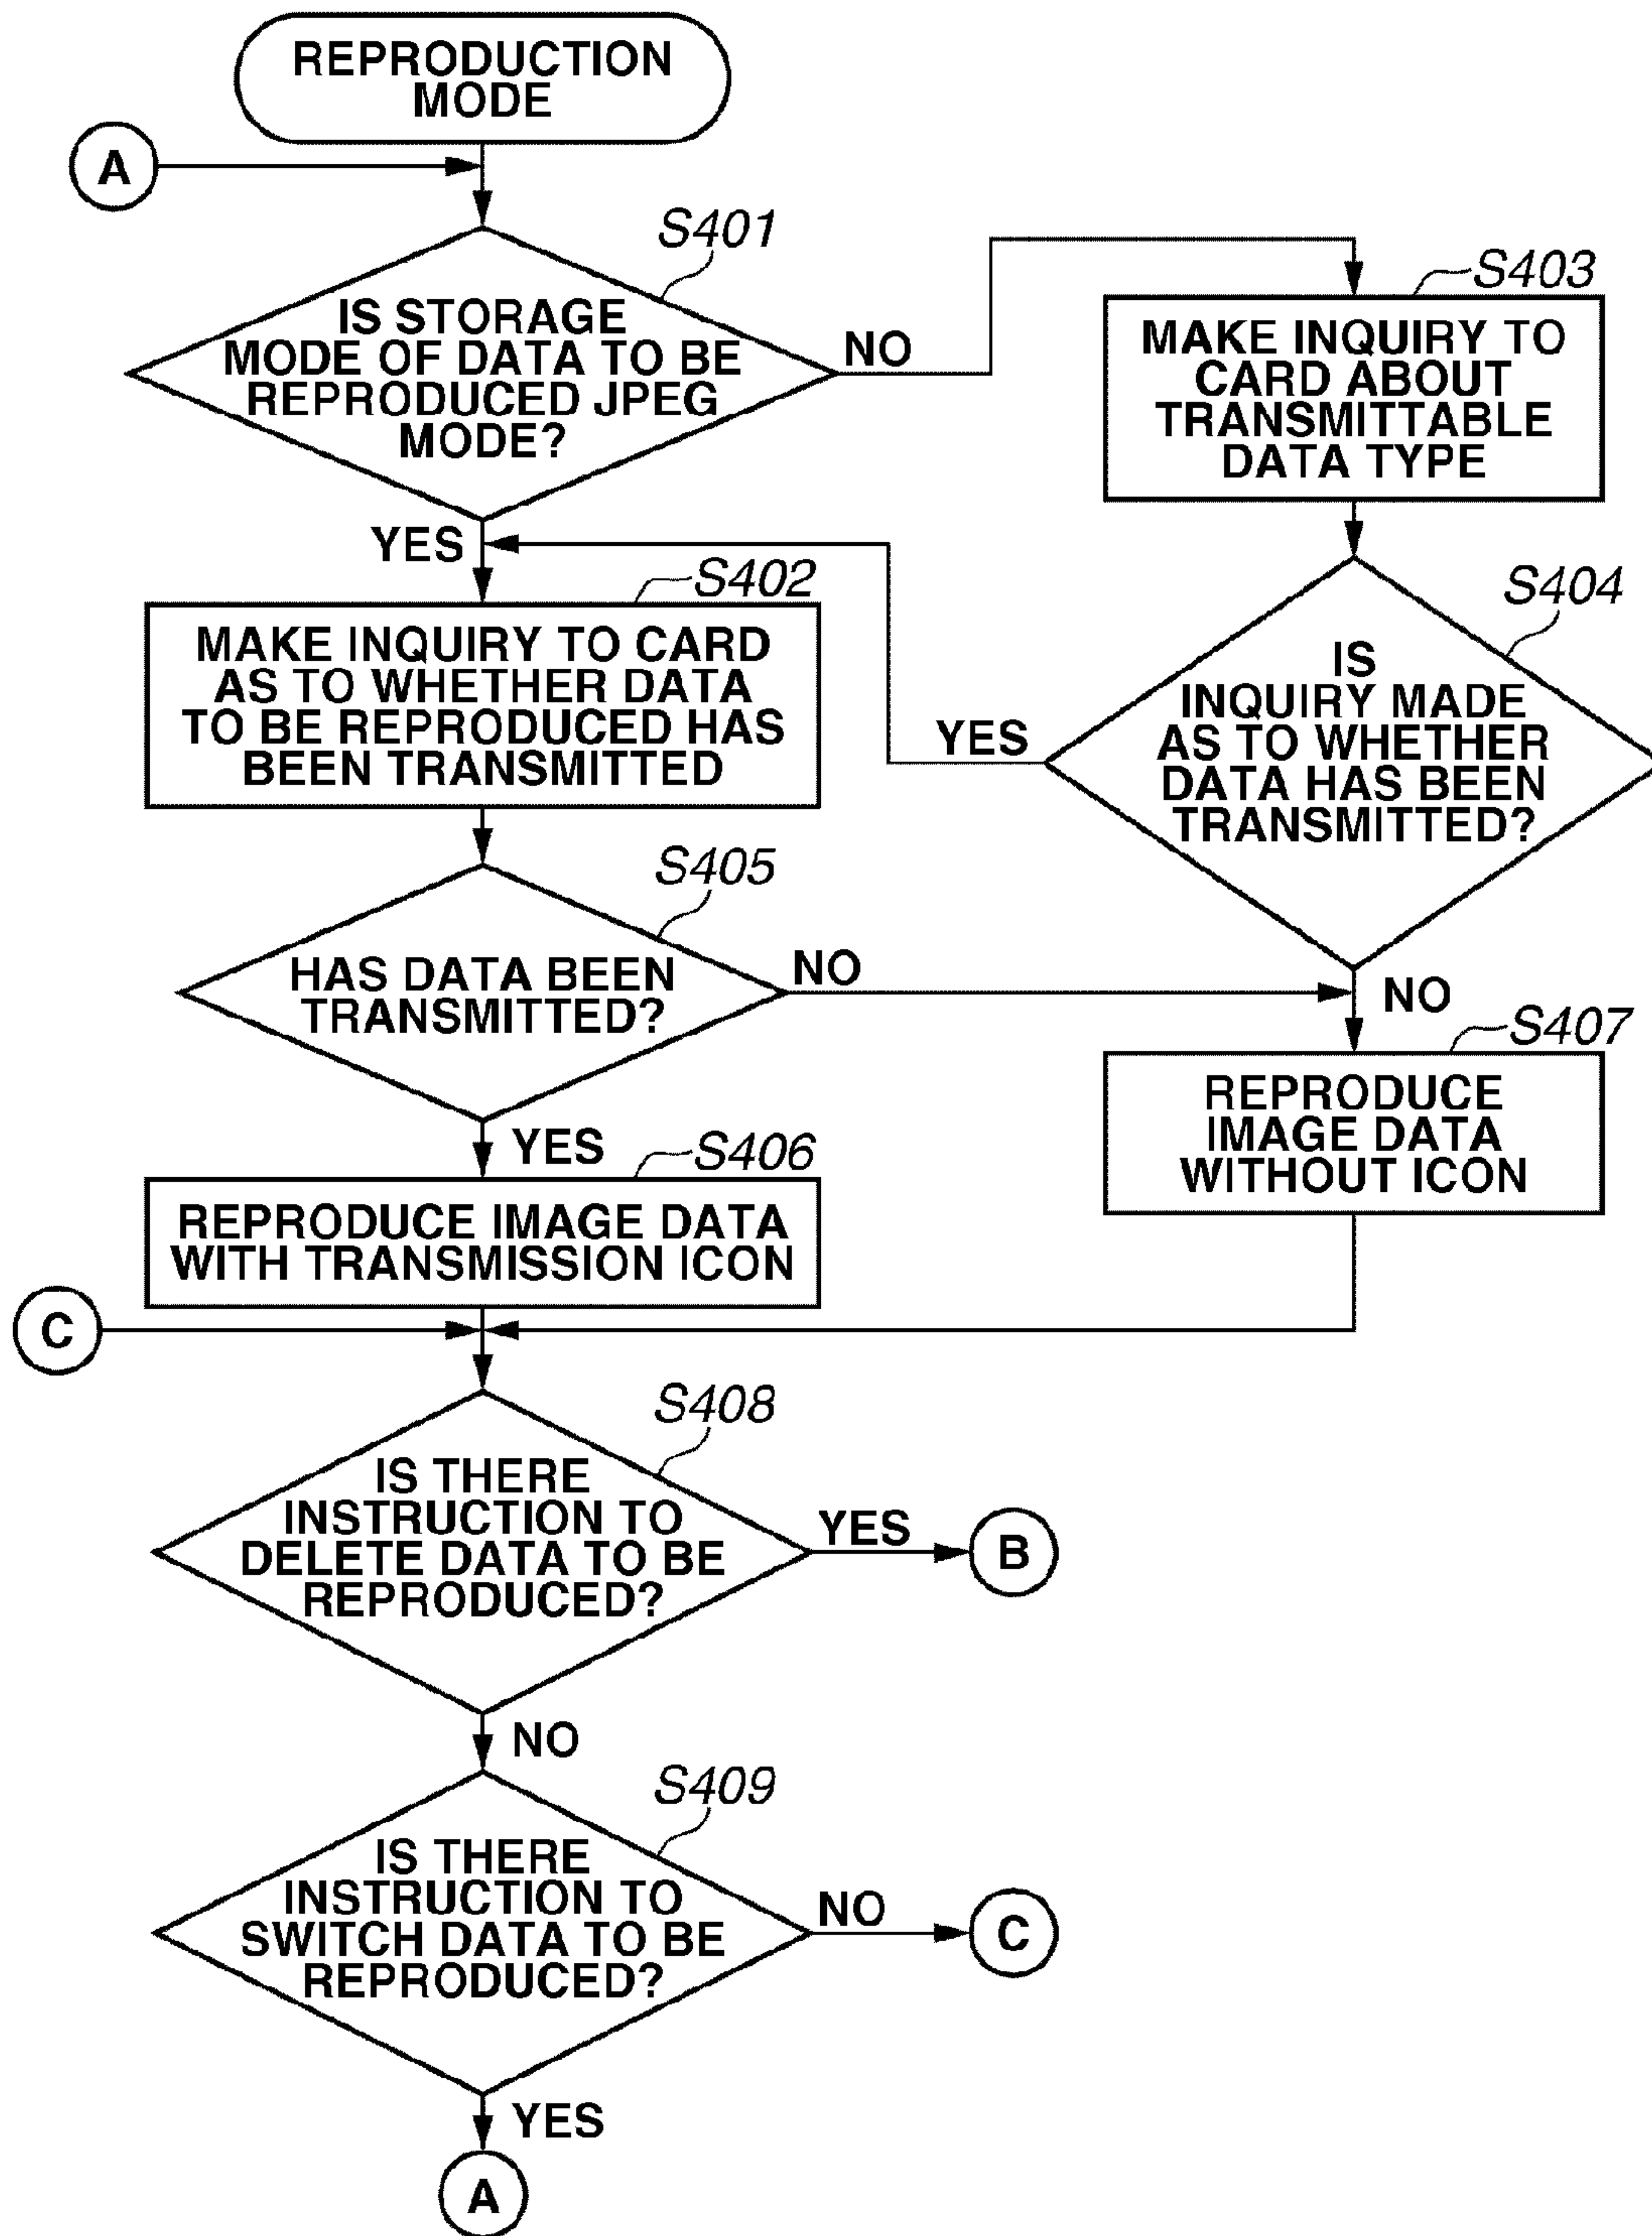 REPRODUCTION
MODE
A
S401
IS STORAGE
MODE OF DATA TO BE
REPRODUCED JPEG
MODE?
NO
YES
S403
MAKE INQUIRY TO
CARD ABOUT
TRANSMITTABLE
DATA TYPE
S402
MAKE INQUIRY TO CARD
AS TO WHETHER DATA
TO BE REPRODUCED HAS
BEEN TRANSMITTED
S404
IS
INQUIRY MADE
AS TO WHETHER
DATA HAS BEEN
TRANSMITTED?
YES
NO
S405
HAS DATA BEEN
TRANSMITTED?
NO
YES
S407
REPRODUCE
IMAGE DATA
WITHOUT ICON
S406
REPRODUCE IMAGE DATA
WITH TRANSMISSION ICON
C
S408
IS THERE
INSTRUCTION TO
DELETE DATA TO BE
REPRODUCED?
YES
B
NO
S409
IS THERE
INSTRUCTION TO
SWITCH DATA TO BE
REPRODUCED?
NO
C
YES
A